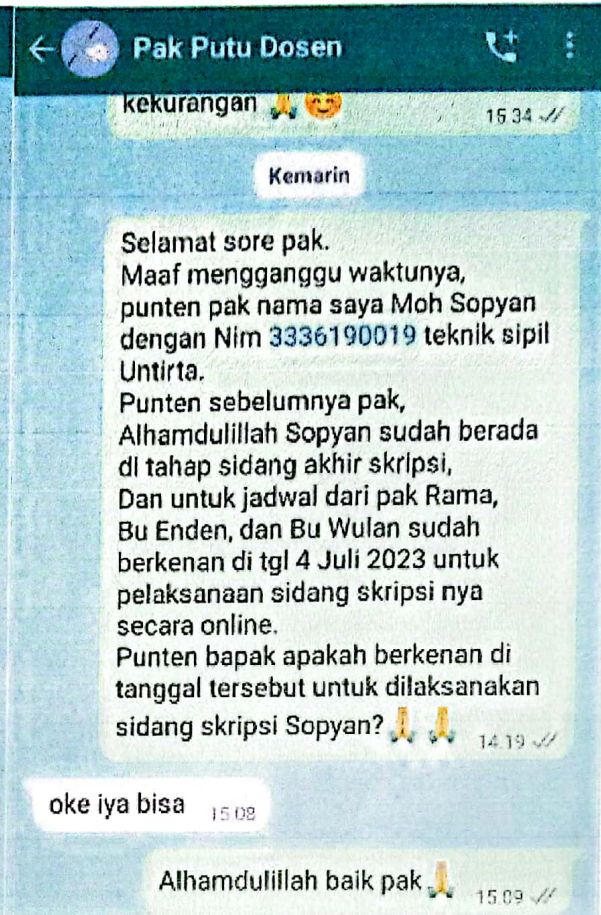 Pak Putu Dosen
kekurangan 🙏 😊
15.34
Kemarin
Selamat sore pak.
Maaf mengganggu waktunya,
punten pak nama saya Moh Sopyan
dengan Nim 3336190019 teknik sipil
Untirta.
Punten sebelumnya pak,
Alhamdulillah Sopyan sudah berada
di tahap sidang akhir skripsi,
Dan untuk jadwal dari pak Rama,
Bu Enden, dan Bu Wulan sudah
berkenan di tgl 4 Juli 2023 untuk
pelaksanaan sidang skripsi nya
secara online.
Punten bapak apakah berkenan di
tanggal tersebut untuk dilaksanakan
sidang skripsi Sopyan? 🙏 🙏
14.19
oke iya bisa
15.08
Alhamdulillah baik pak 🙏
15.09